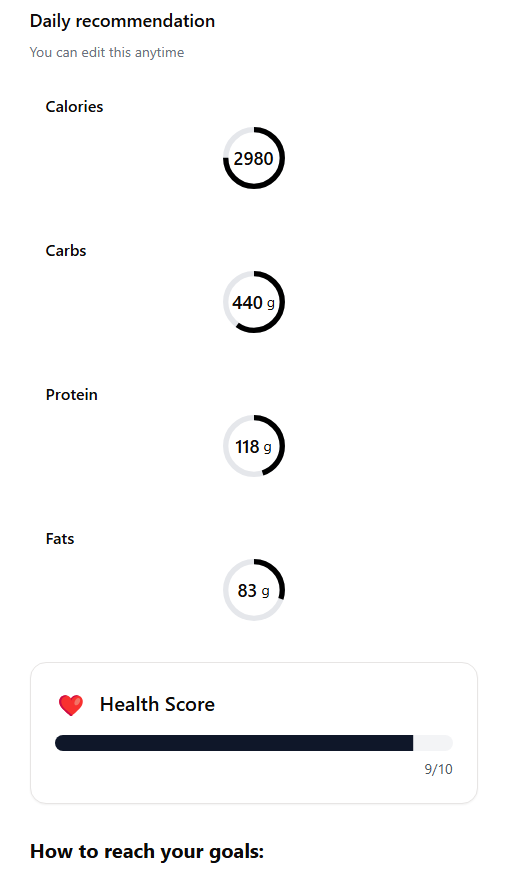 Daily recommendation
You can edit this anytime
Calories
2980
Carbs
440 g
Protein
118 g
Fats
83 g
Health Score
9/10
How to reach your goals: